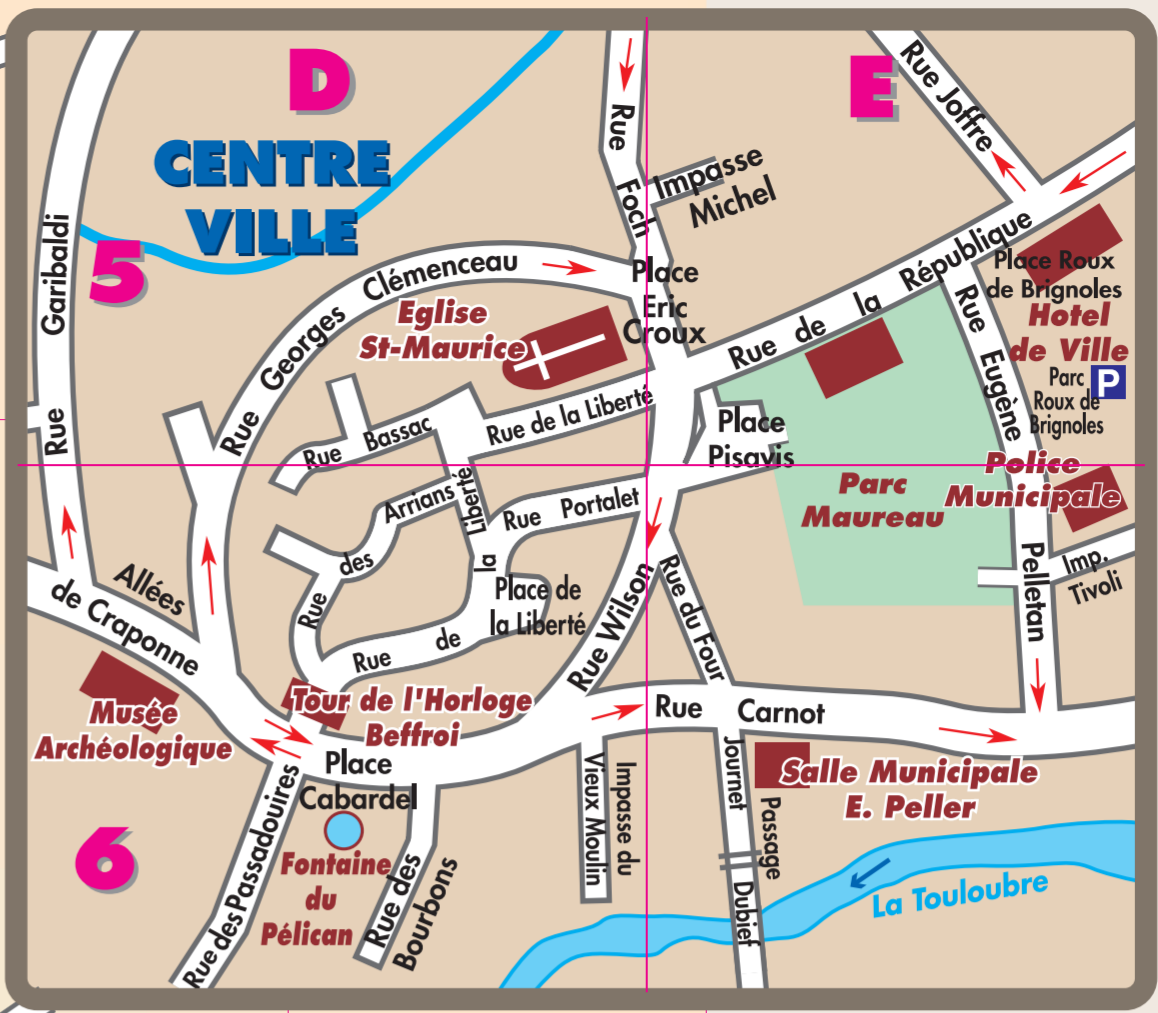 D
E
CENTRE
VILLE
5
6
Rue Garibaldi
Rue Foch
Impasse
Michel
Rue Joffre
Rue Georges Clémenceau
Place
Eric
Croux
Eglise
St-Maurice
Rue de la République
Place Roux
de Brignoles
Hotel
de Ville
Parc
Roux de
Brignoles
P
Rue Eugène Pelletan
Rue Bassac
Rue de la Liberté
Place
Pisavis
Parc
Maureau
Police
Municipale
Rue des Arrians
Rue Portalet
Rue de la Liberté
Place de
la Liberté
Imp.
Tivoli
Allées
de Craponne
Rue Wilson
Rue du Four
Musée
Archéologique
Tour de l'Horloge
Beffroi
Rue Carnot
Place
Cabardel
Rue des Passadouires
Fontaine
du
Pélican
Rue des
Bourbons
Impasse du
Vieux Moulin
Passage
Journet Dubief
Salle Municipale
E. Peller
La Touloubre